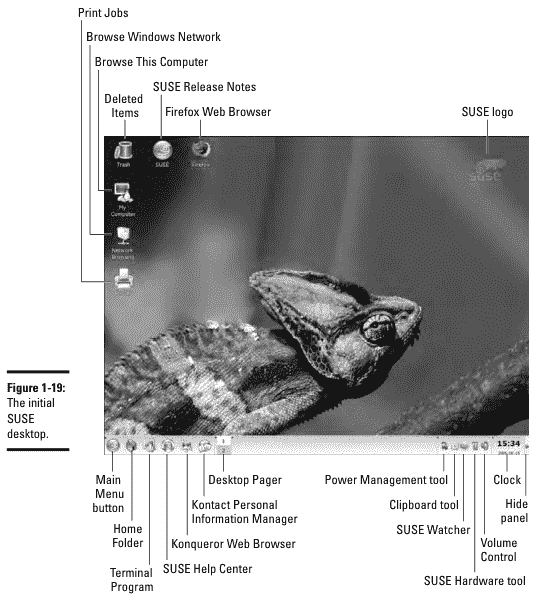 Print Jobs
Browse Windows Network
Browse This Computer
SUSE Release Notes
Deleted
Items
Firefox Web Browser
SUSE logo
Trash
SUSE
Firefox
suse
My
Computer
Network
Browsing
Figure 1-19:
The initial
SUSE
desktop.
15:34
Main
Menu
button
Desktop Pager
Power Management tool
Clock
Kontact Personal
Information Manager
Clipboard tool
Hide
panel
Home
Folder
Konqueror Web Browser
SUSE Watcher
Volume
Control
Terminal
Program
SUSE Help Center
SUSE Hardware tool